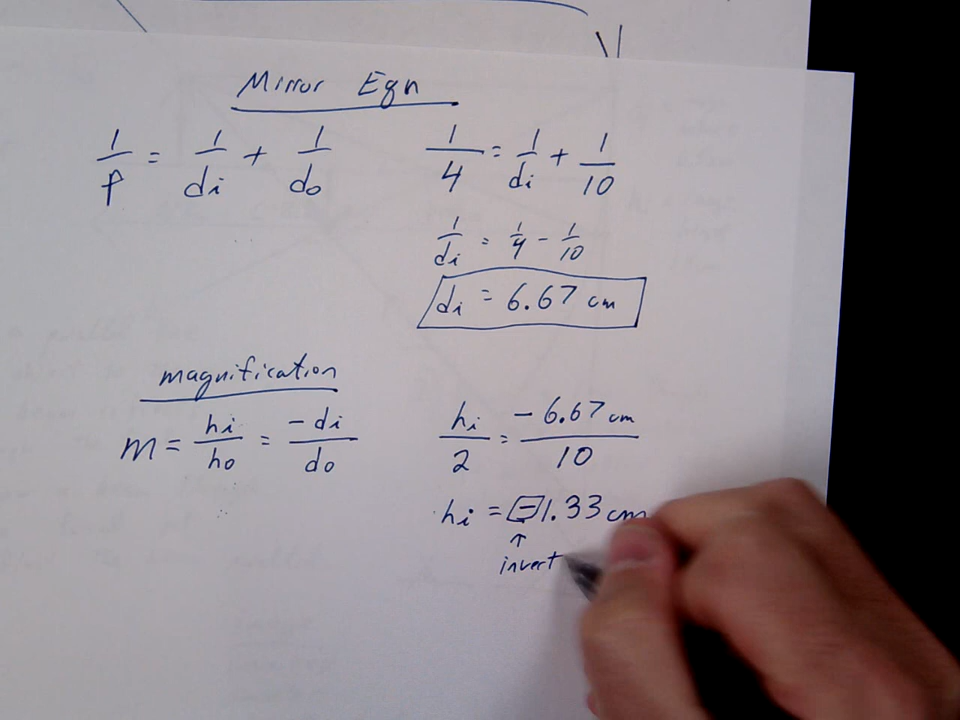 Mirror Eqn
1/f = 1/di + 1/do
1/4 = 1/di + 1/10
1/di = 1/4 - 1/10
di = 6.67 cm
magnification
m = hi/ho = -di/do
hi/2 = -6.67 cm/10
hi = -1.33 cm
↑
invert